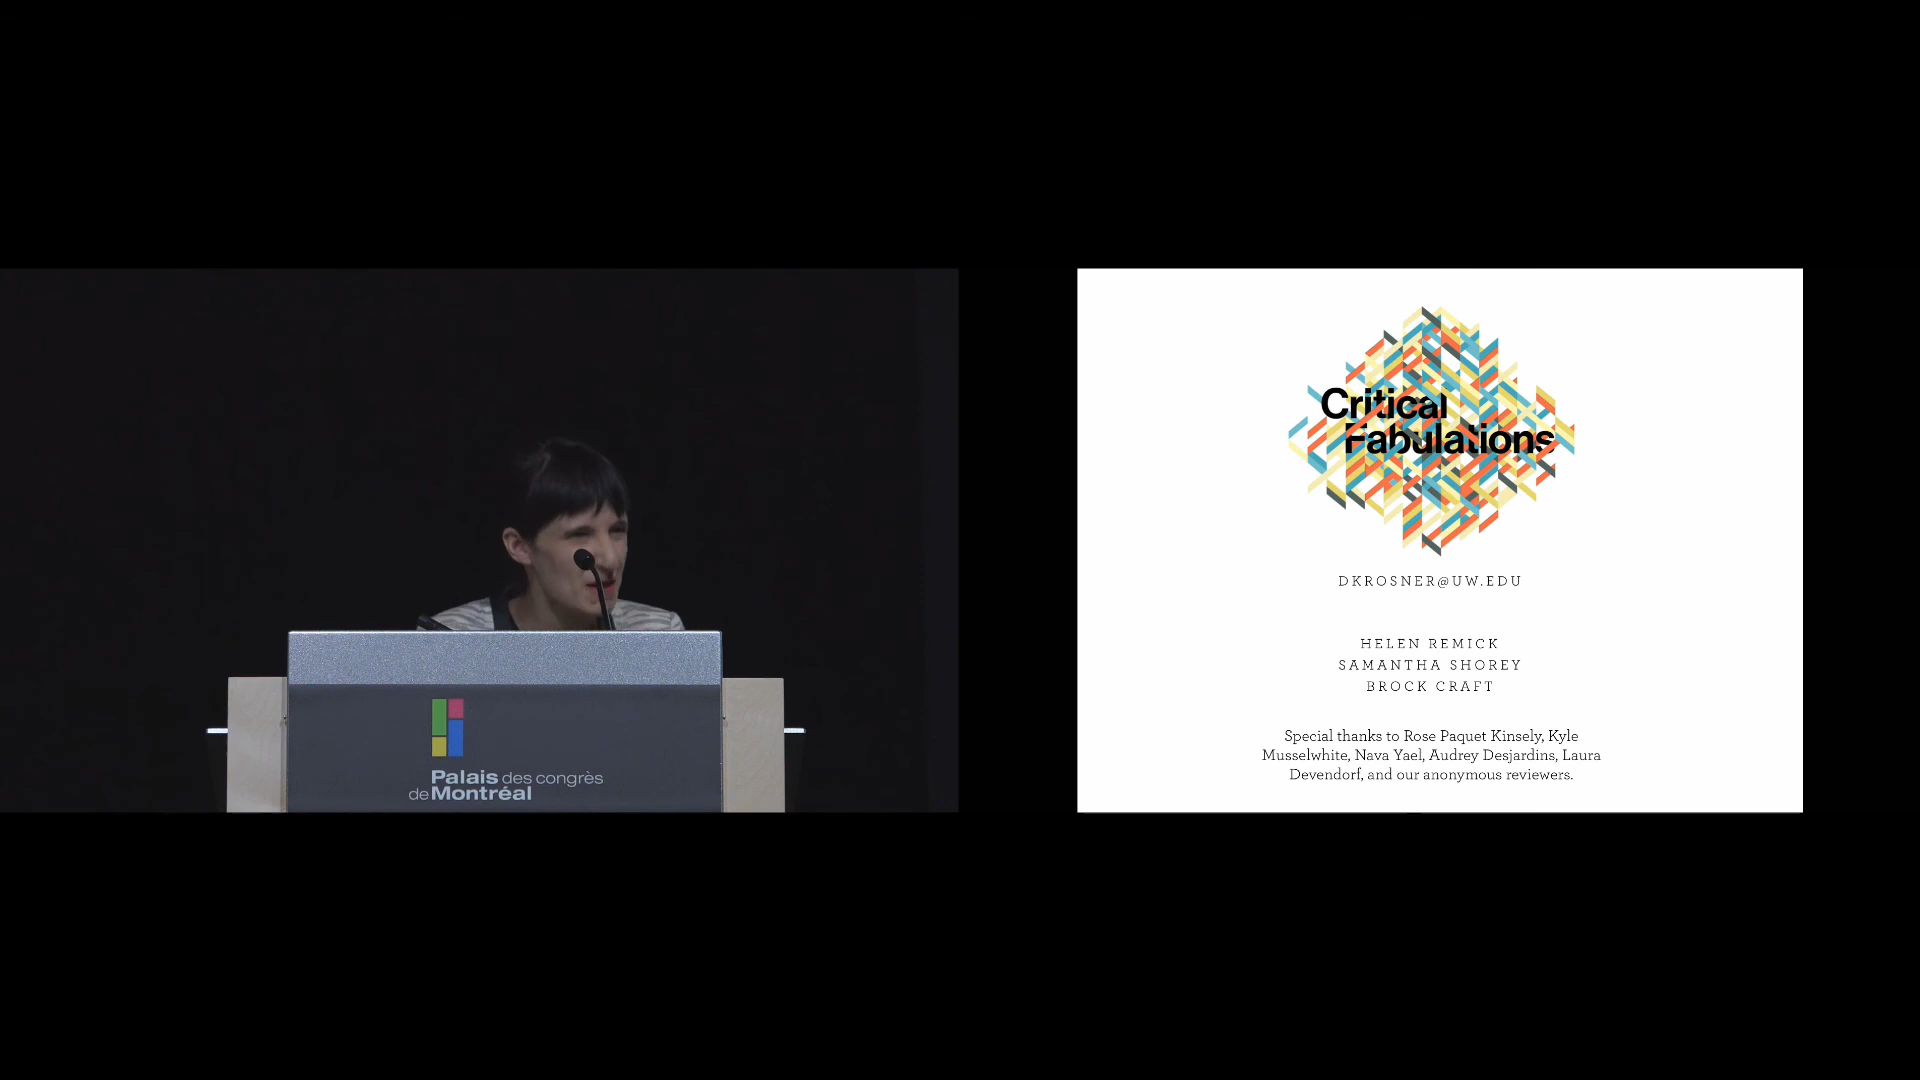 Palais des congrès
de Montréal
Critical
Fabulations
DKROSNER@UW.EDU
HELEN REMICK
SAMANTHA SHOREY
BROCK CRAFT
Special thanks to Rose Paquet Kinsely, Kyle
Musselwhite, Nava Yael, Audrey Desjardins, Laura
Devendorf, and our anonymous reviewers.